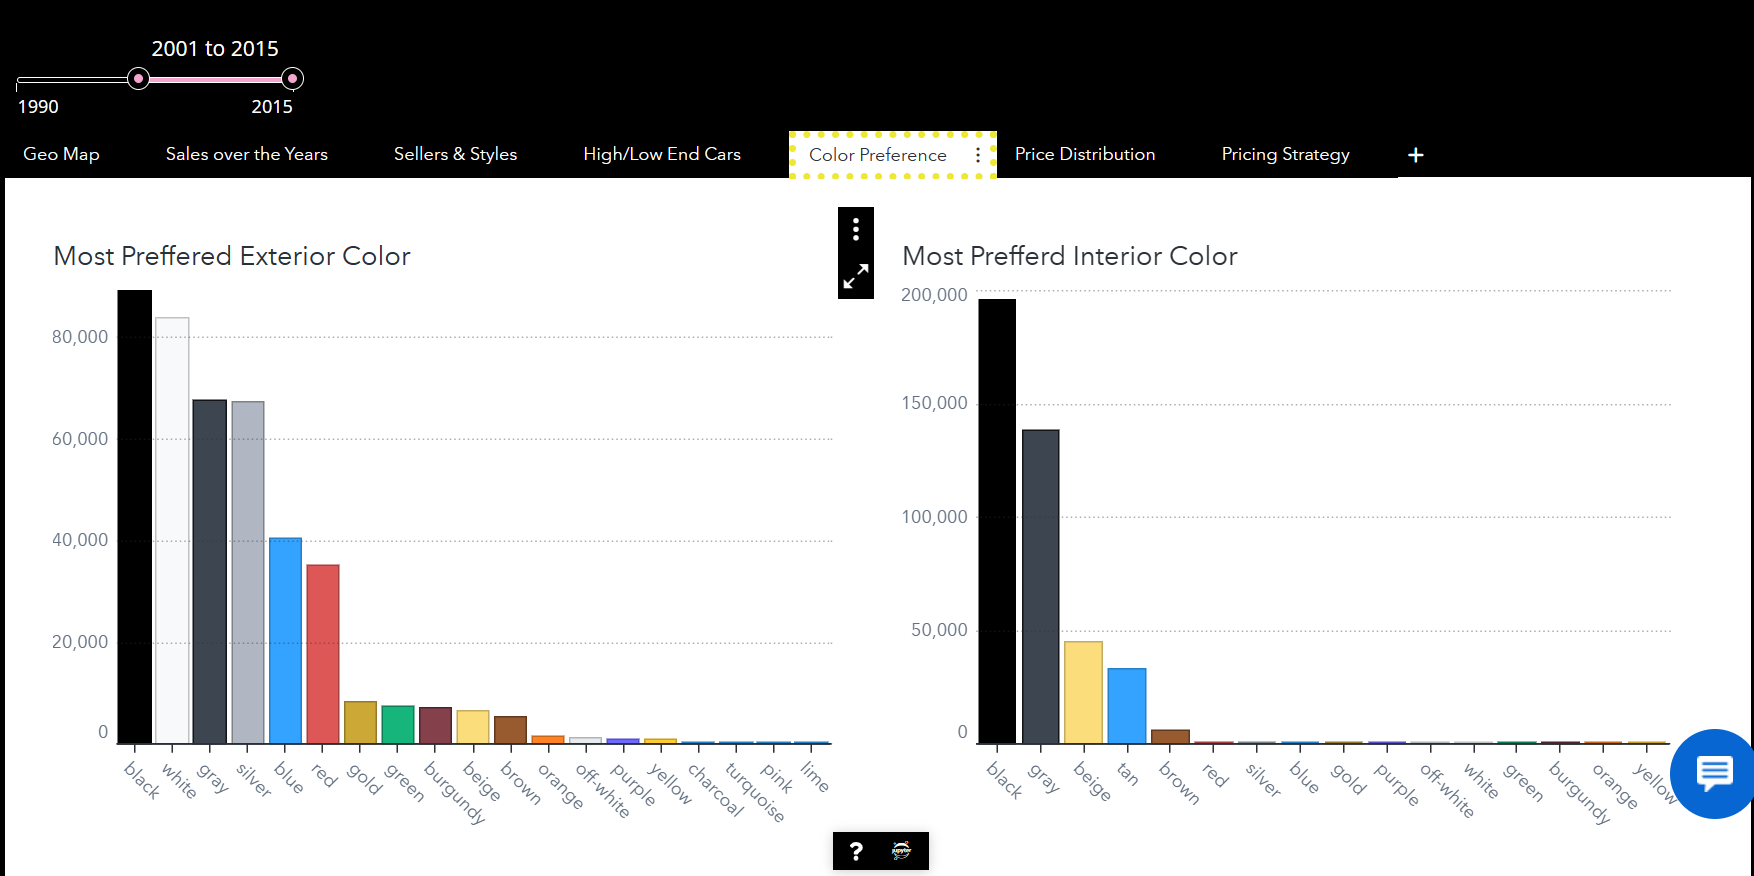 2001 to 2015
1990 2015
Geo Map Sales over the Years Sellers & Styles High/Low End Cars Color Preference Price Distribution Pricing Strategy +
Most Preffered Exterior Color
80,000
60,000
40,000
20,000
0
black white gray silver blue red gold green burgundy beige brown orange off-white purple yellow charcoal turquoise pink lime
Most Prefferd Interior Color
200,000
150,000
100,000
50,000
0
black gray beige tan brown red silver blue gold purple off-white white green burgundy orange yellow
? jupyter